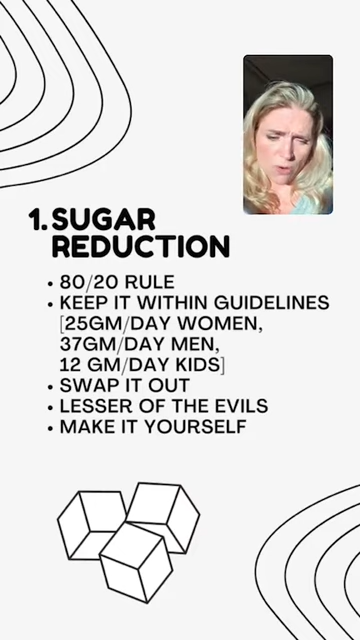 1. SUGAR
REDUCTION
• 80/20 RULE
• KEEP IT WITHIN GUIDELINES
[25GM/DAY WOMEN,
37GM/DAY MEN,
12 GM/DAY KIDS]
• SWAP IT OUT
• LESSER OF THE EVILS
• MAKE IT YOURSELF